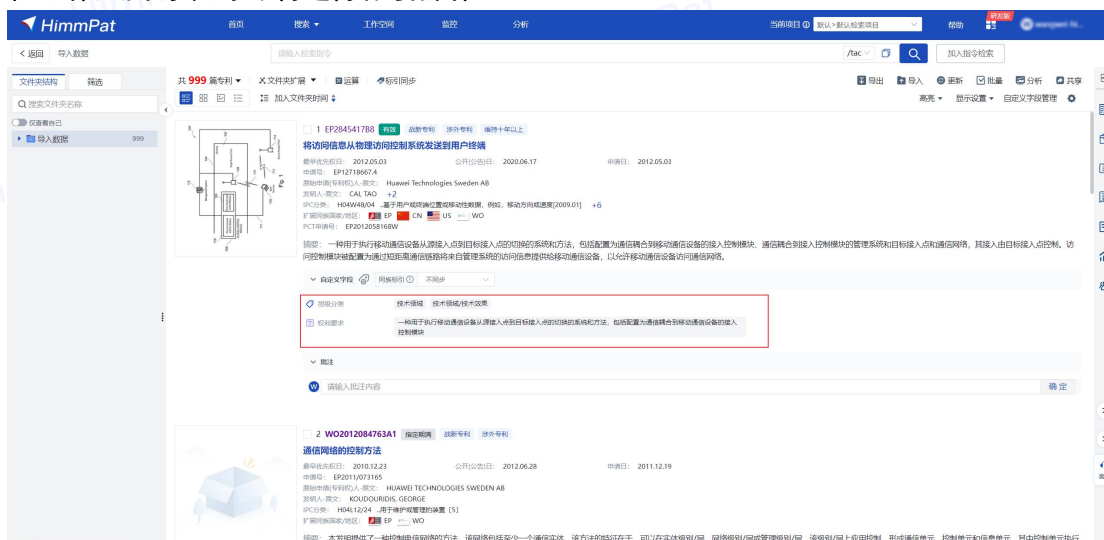 HimmPat
首页
搜索
工作空间
监控
分析
当前项目
默认>默认检索项目
帮助
研发版
返回
导入数据
请输入检索指令
/tac
加入指令检索
文件夹结构
筛选
共 999 篇专利
文件夹扩展
运算
标引同步
导出
导入
更新
批量
分析
共享
搜索文件夹名称
加入文件夹时间
高亮
显示设置
自定义字段管理
仅查看自己
导入数据 999
1 EP2845417B8 有效 战新专利 涉外专利 维持十年以上
将访问信息从物理访问控制系统发送到用户终端
最早优先权日: 2012.05.03 公开(公告)日: 2020.06.17 申请日: 2012.05.03
申请号: EP12718667.4
原始申请(专利权)人-原文: Huawei Technologies Sweden AB
发明人-原文: CAI, TAO +2
IPC分类: H04W48/04 ..基于用户或终端位置或移动性数据, 例如, 移动方向或速度[2009.01] +6
扩展同族国家/地区: EP CN US WO
PCT申请号: EP2012058168W
摘要: 一种用于执行移动通信设备从源接入点到目标接入点的切换的系统和方法，包括配置为通信耦合到移动通信设备的接入控制模块、通信耦合到接入控制模块的管理系统和目标接入点和通信网络，其接入由目标接入点控制。访
问控制模块被配置为通过短距离通信链路将来自管理系统的访问信息提供给移动通信设备，以允许移动通信设备访问通信网络。
自定义字段
同族标引
不同步
层级分类 技术领域 技术领域/技术效果
权利要求 一种用于执行移动通信设备从源接入点到目标接入点的切换的系统和方法，包括配置为通信耦合到移动通信设备的接入
控制模块
批注
W 请输入批注内容
确 定
2 WO2012084763A1 指定期满 战新专利 涉外专利
通信网络的控制方法
最早优先权日: 2010.12.23 公开(公告)日: 2012.06.28 申请日: 2011.12.19
申请号: EP2011/073165
原始申请(专利权)人-原文: HUAWEI TECHNOLOGIES SWEDEN AB
发明人-原文: KOUDOURIDIS, GEORGE
IPC分类: H04L12/24 ..用于维护或管理的装置 [5]
扩展同族国家/地区: EP WO